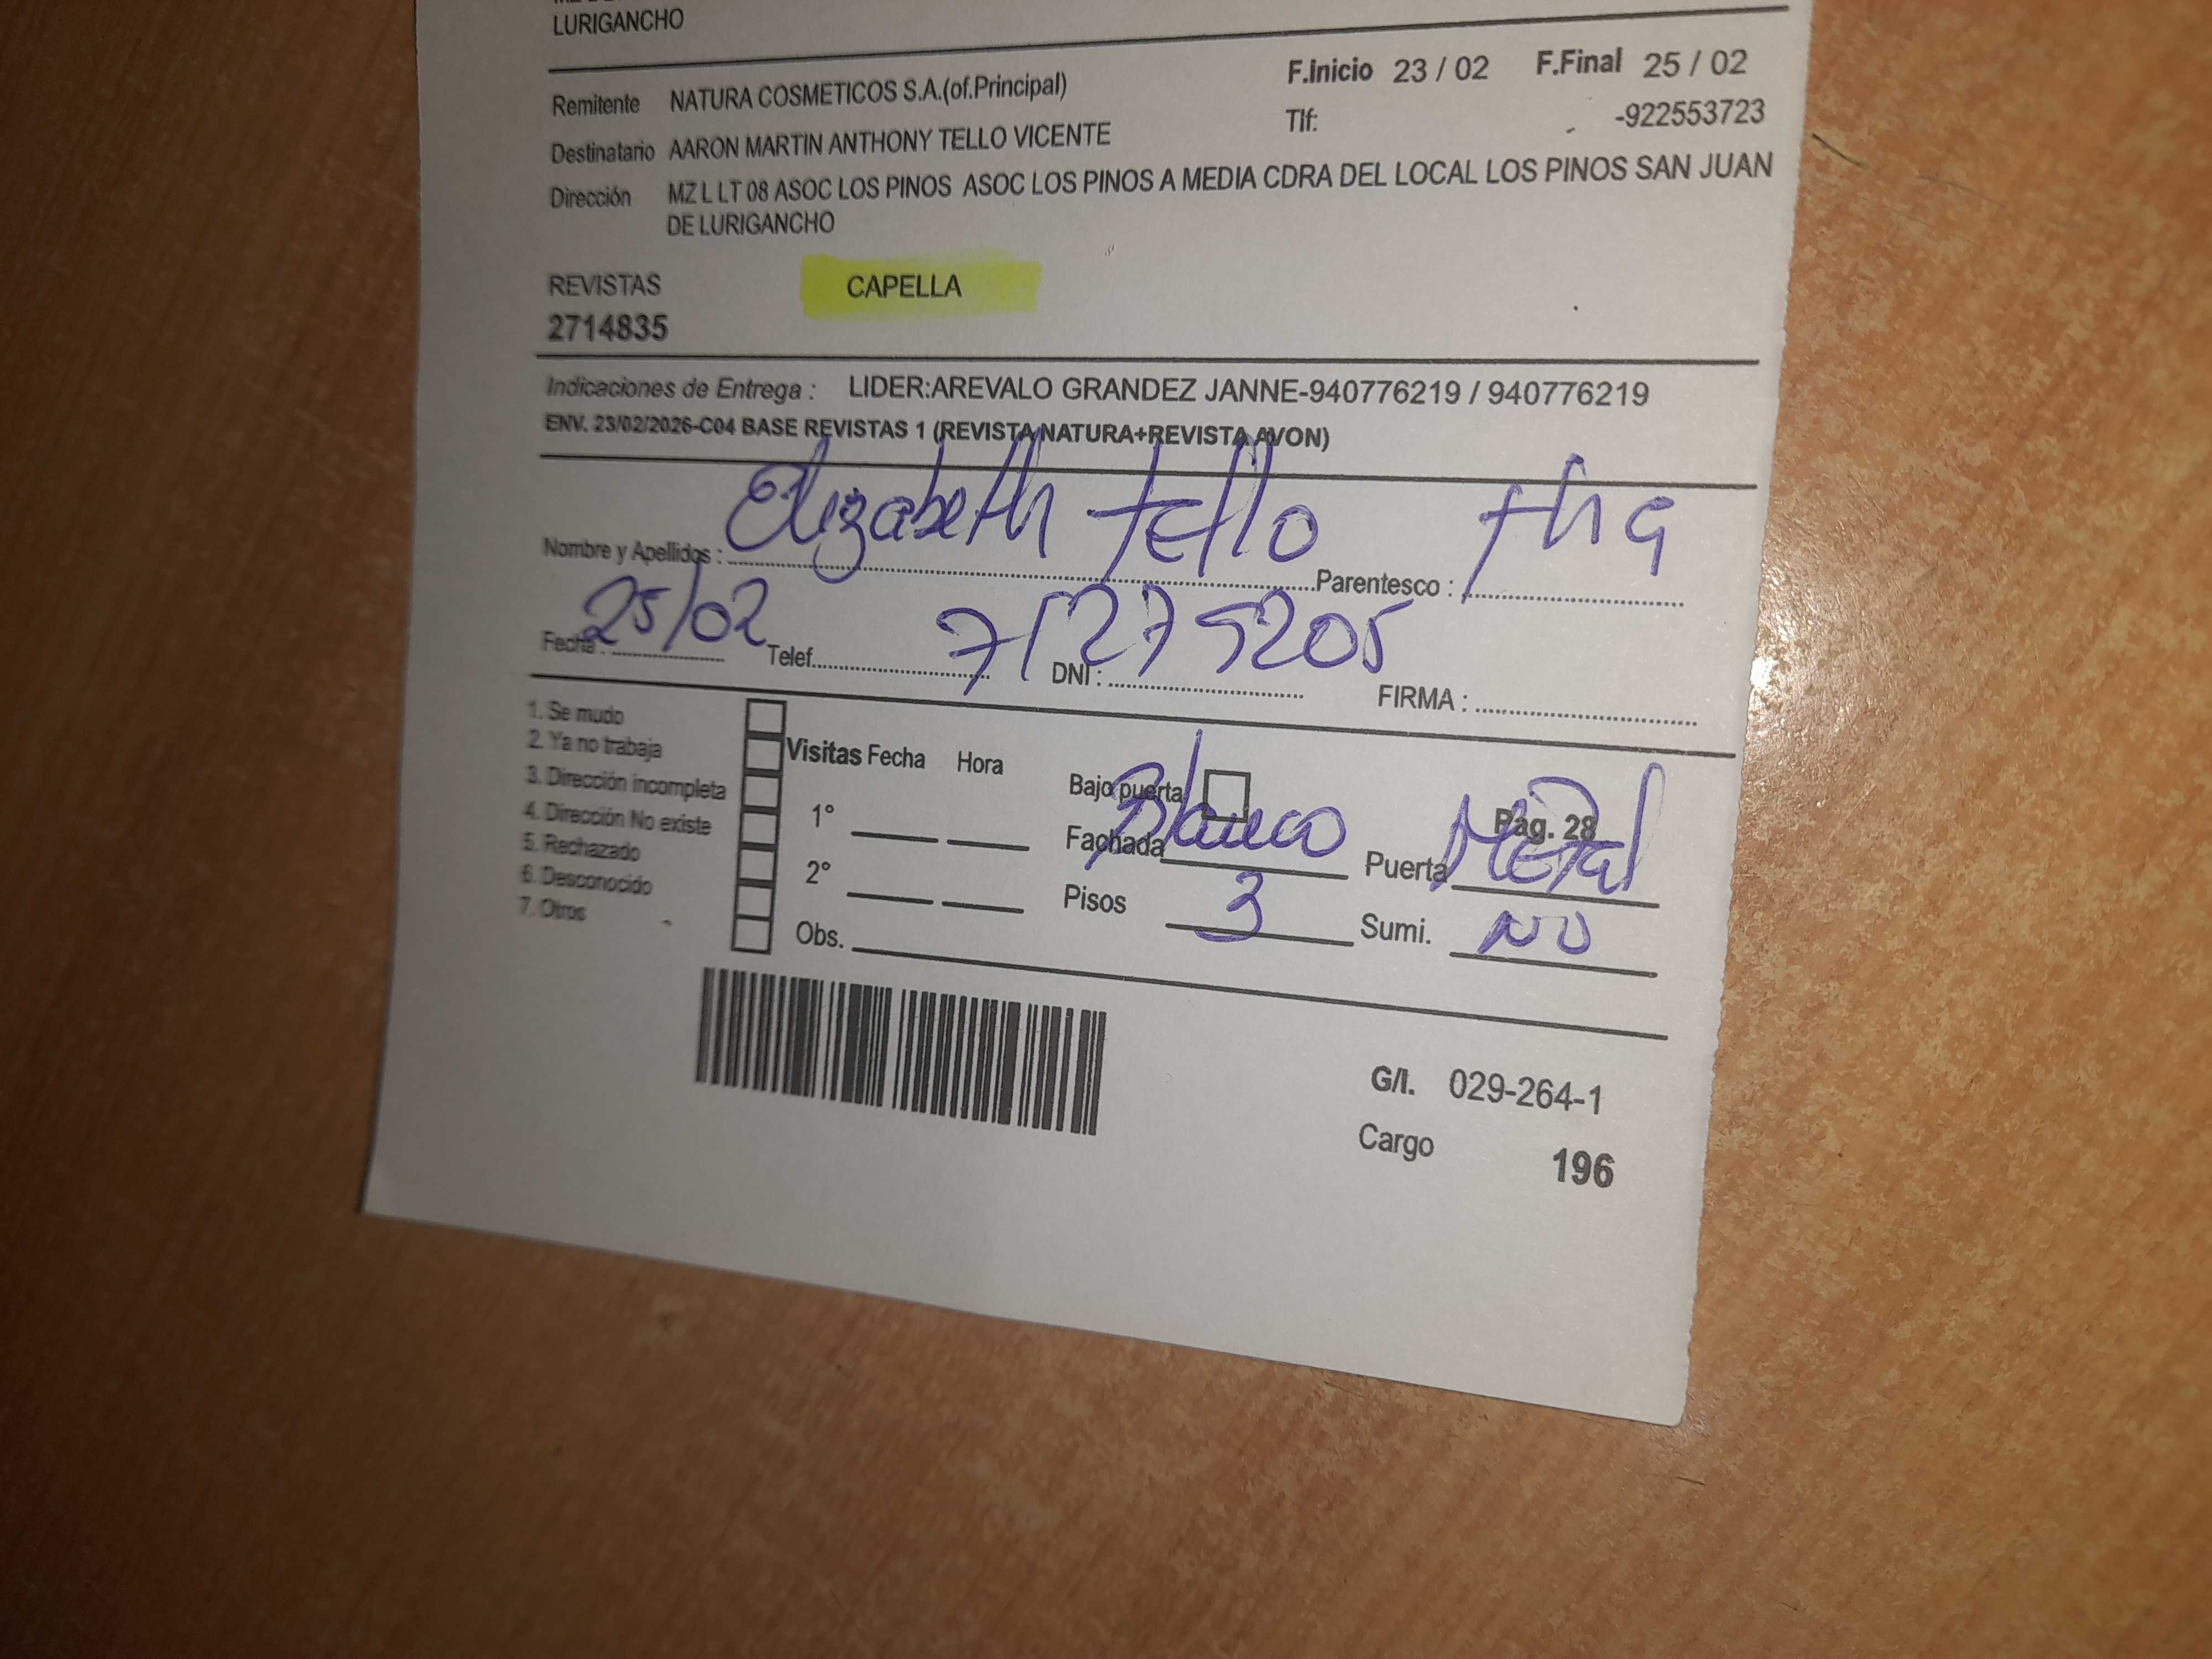 LURIGANCHO
F.Inicio 23 / 02 F.Final 25 / 02
Remitente NATURA COSMETICOS S.A.(of.Principal)
Tlf: -922553723
Destinatario AARON MARTIN ANTHONY TELLO VICENTE
Dirección MZ L LT 08 ASOC LOS PINOS ASOC LOS PINOS A MEDIA CDRA DEL LOCAL LOS PINOS SAN JUAN
DE LURIGANCHO
REVISTAS CAPELLA
2714835
Indicaciones de Entrega : LIDER:AREVALO GRANDEZ JANNE-940776219 / 940776219
ENV. 23/02/2026-C04 BASE REVISTAS 1 (REVISTA NATURA+REVISTA AVON)
Nombre y Apellidos : Elizabeth Tello Parentesco :
Fecha : 25/02 Telef. DNI : 71275205 FIRMA :
1. Se mudo
2. Ya no trabaja
3. Dirección incompleta
4. Dirección No existe
5. Rechazado
6. Desconocido
7. Otros
Visitas Fecha Hora
1°
2°
Obs.
Bajo puerta
Pag. 28
Fachada Blanco Puerta Metal
Pisos 3 Sumi. NO
G/I. 029-264-1
Cargo 196